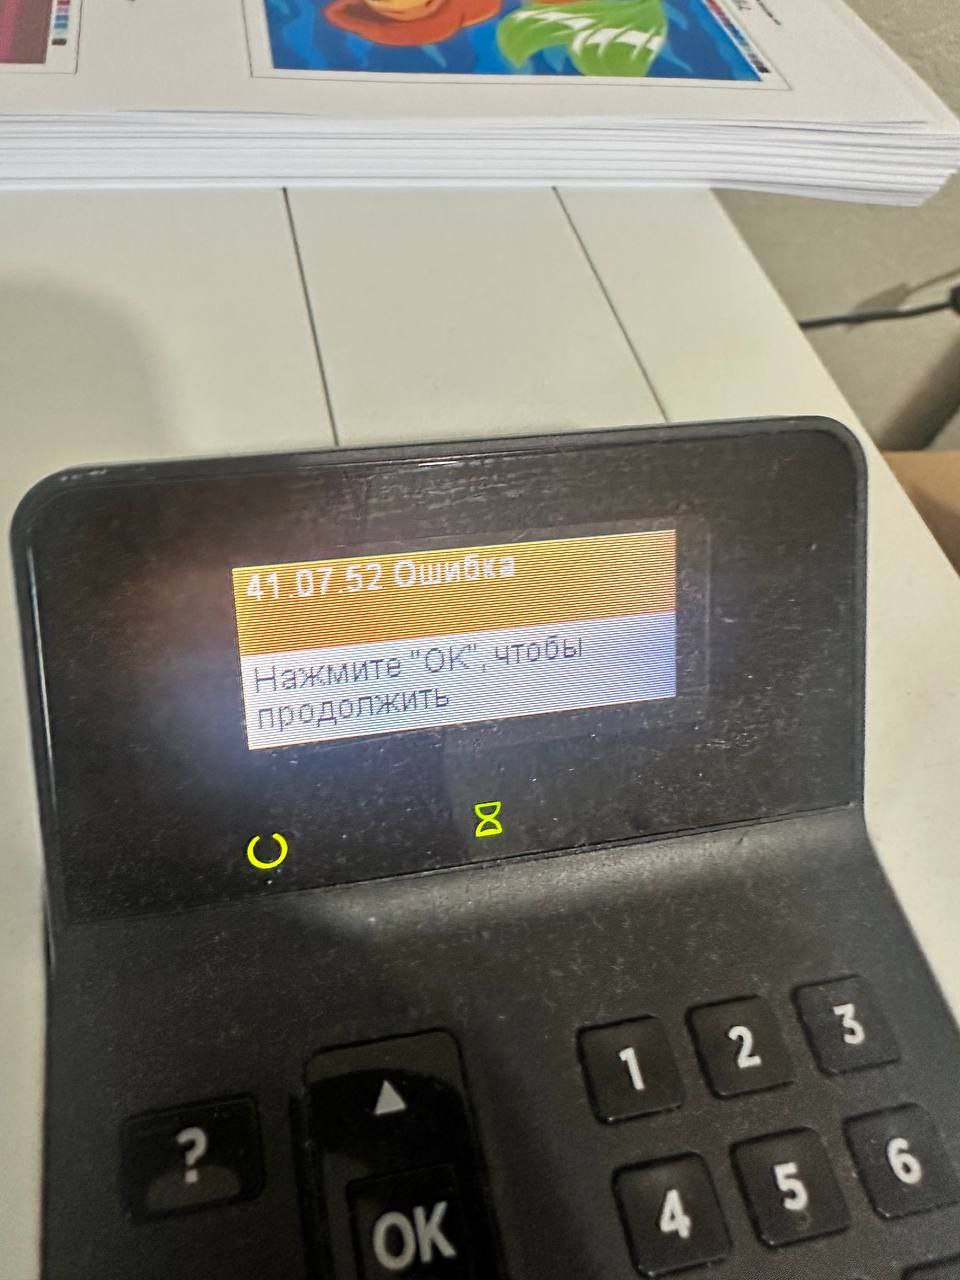 41.07.52 Ошибка
Нажмите "OK", чтобы
продолжить
1 2 3
?
4 5 6
OK